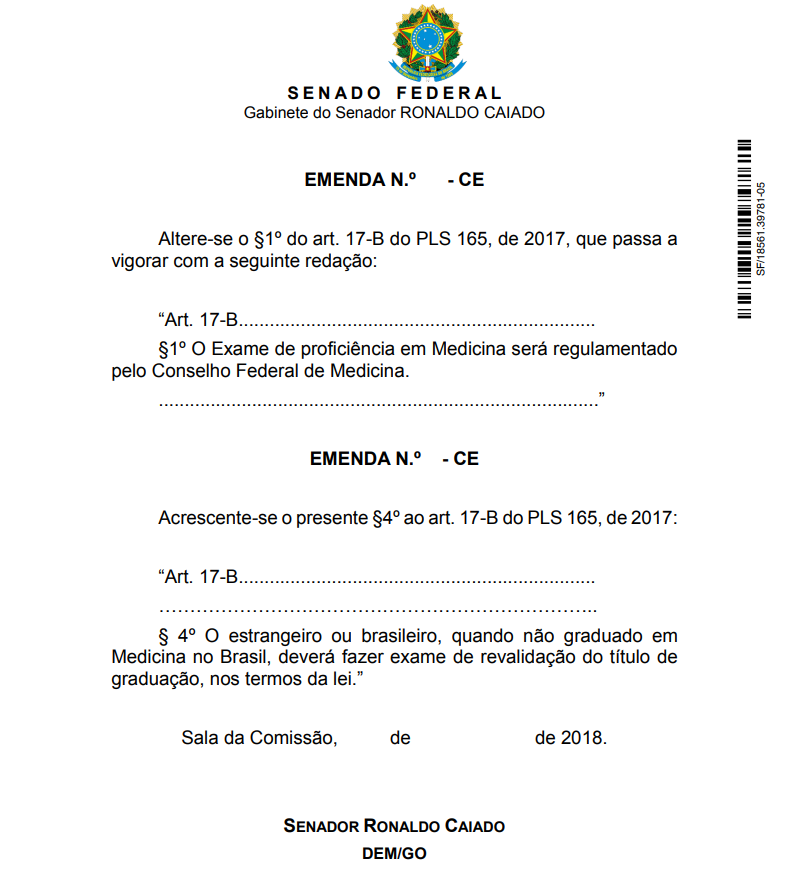 SENADO FEDERAL
Gabinete do Senador RONALDO CAIADO
EMENDA N.º - CE
Altere-se o §1º do art. 17-B do PLS 165, de 2017, que passa a
vigorar com a seguinte redação:
“Art. 17-B.....................................................................
§1º O Exame de proficiência em Medicina será regulamentado
pelo Conselho Federal de Medicina.
.....................................................................................”
EMENDA N.º - CE
Acrescente-se o presente §4º ao art. 17-B do PLS 165, de 2017:
“Art. 17-B.....................................................................
……………………………………………………………..
§ 4º O estrangeiro ou brasileiro, quando não graduado em
Medicina no Brasil, deverá fazer exame de revalidação do título de
graduação, nos termos da lei.”
Sala da Comissão, de de 2018.
SENADOR RONALDO CAIADO
DEM/GO
SF/18561.39781-05